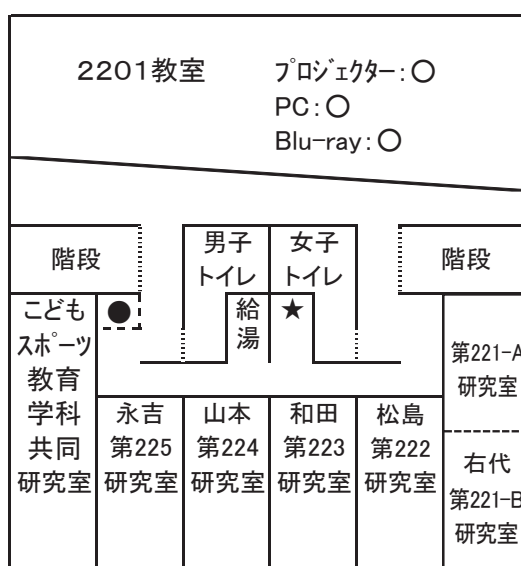 2201教室
プロジェクター:〇
PC:〇
Blu-ray:〇
階段
男子
トイレ
女子
トイレ
階段
こども
スポーツ
教育
学科
共同
研究室
●
給
湯
★
第221-A
研究室
永吉
第225
研究室
山本
第224
研究室
和田
第223
研究室
松島
第222
研究室
右代
第221-B
研究室